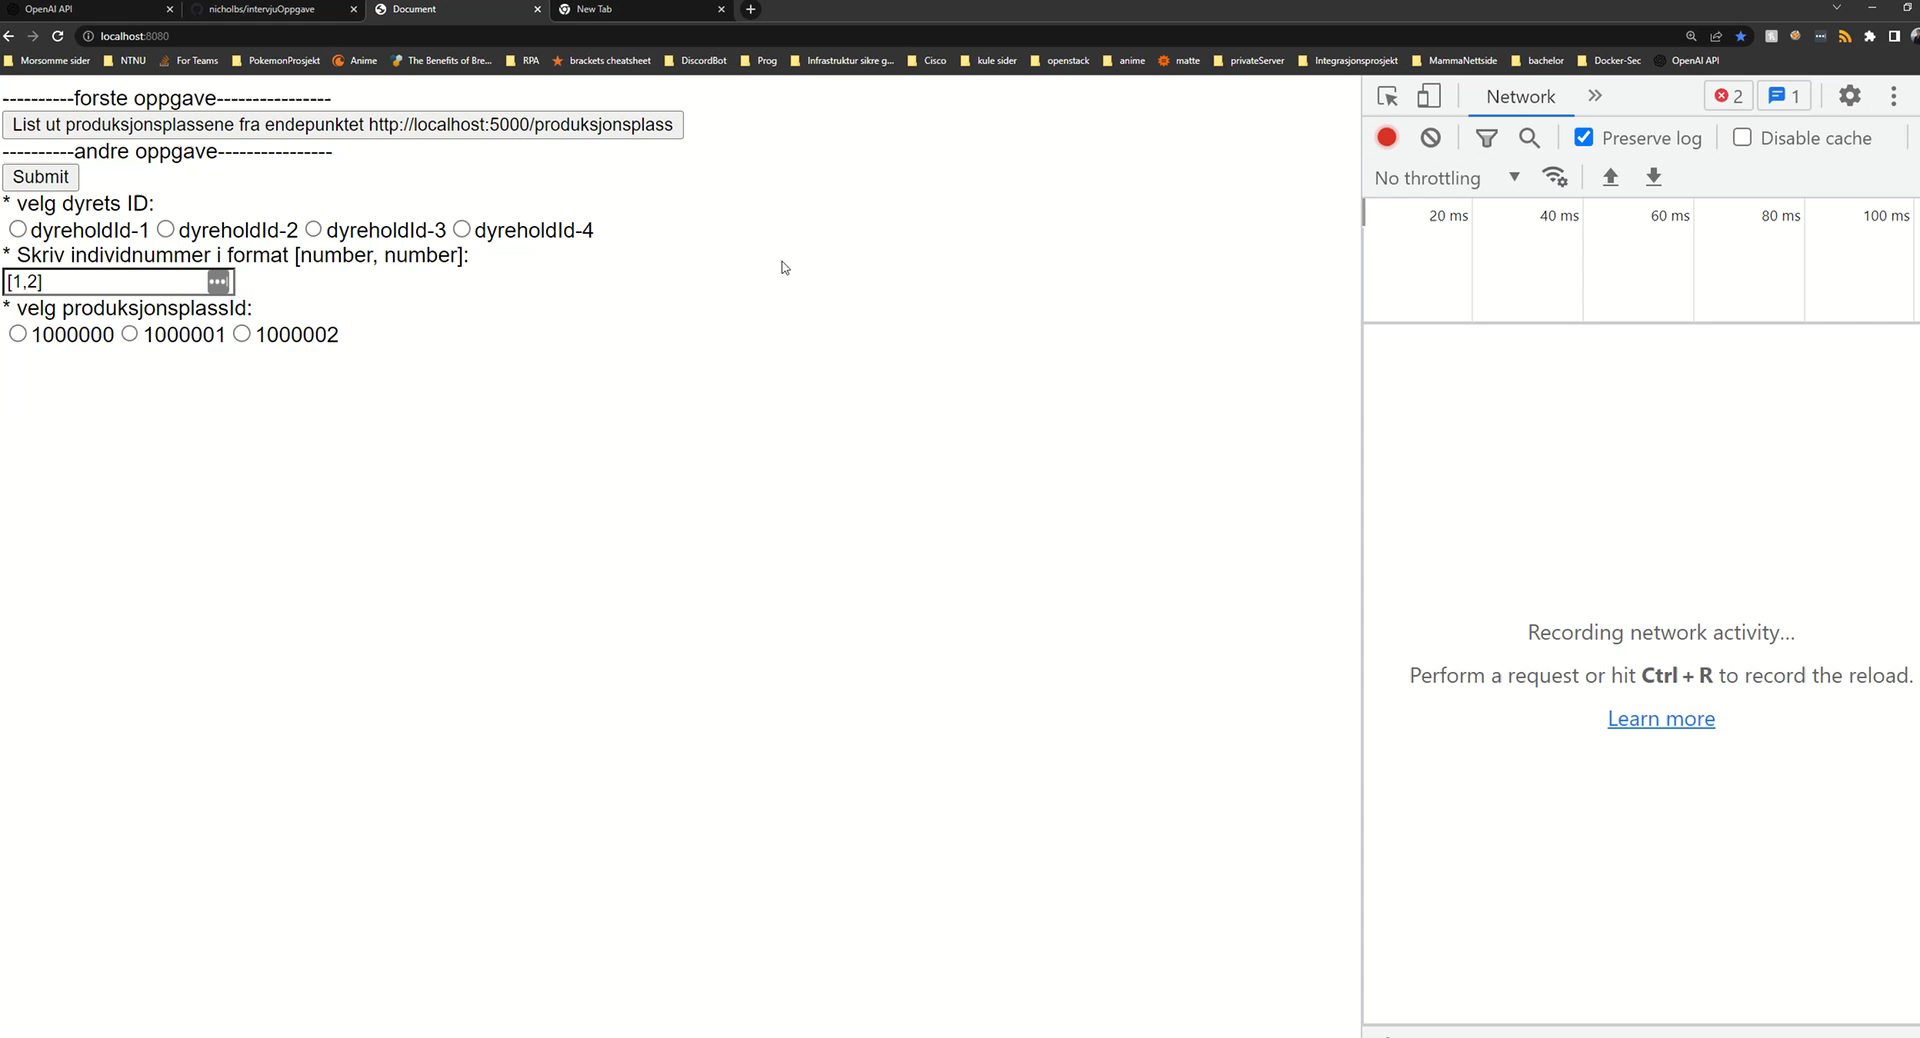 OpenAI API
nicholbs/intervjuOppgave
Document
New Tab
localhost:8080
Morsomme sider NTNU For Teams PokemonProsjekt Anime The Benefits of Bre... RPA brackets cheatsheet DiscordBot Prog Infrastruktur sikre g... Cisco kule sider openstack anime matte privateServer Integrasjonsprosjekt MammaNettside bachelor Docker-Sec OpenAI API
----------forste oppgave----------------
List ut produksjonsplassene fra endepunktet http://localhost:5000/produksjonsplass
----------andre oppgave----------------
Submit
* velg dyrets ID:
dyreholdId-1 dyreholdId-2 dyreholdId-3 dyreholdId-4
* Skriv individnummer i format [number, number]:
[1,2]
* velg produksjonsplassId:
1000000 1000001 1000002
Network 2 1
Preserve log Disable cache
No throttling
20 ms 40 ms 60 ms 80 ms 100 ms
Recording network activity...
Perform a request or hit Ctrl + R to record the reload.
Learn more